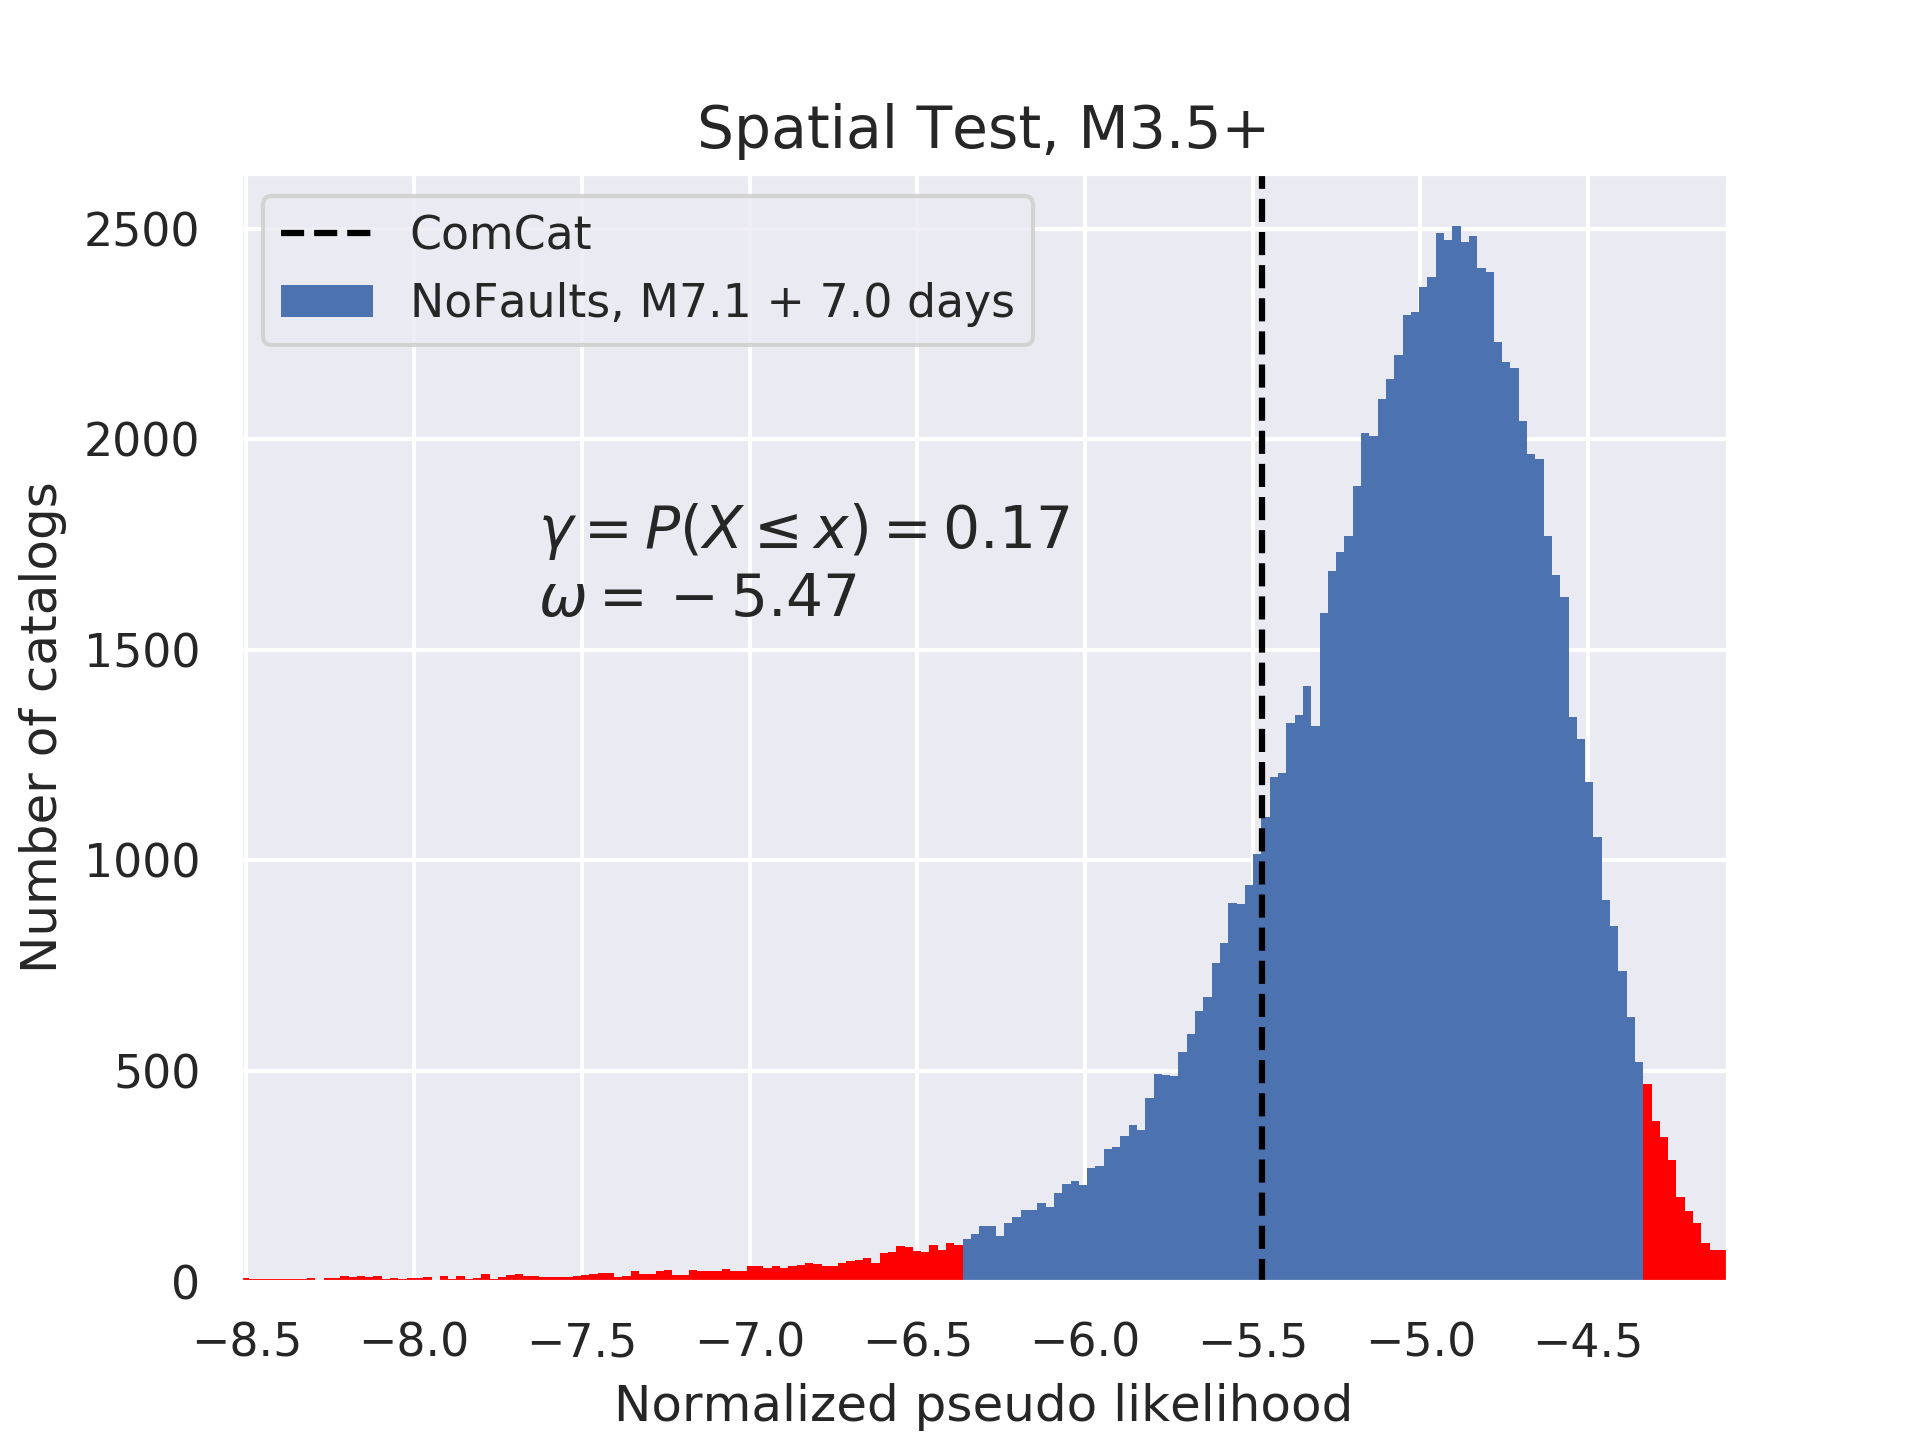 Spatial Test, M3.5+
ComCat
NoFaults, M7.1 + 7.0 days
γ = P(X ≤ x) = 0.17
ω = −5.47
Number of catalogs
2500
2000
1500
1000
500
0
−8.5 −8.0 −7.5 −7.0 −6.5 −6.0 −5.5 −5.0 −4.5
Normalized pseudo likelihood